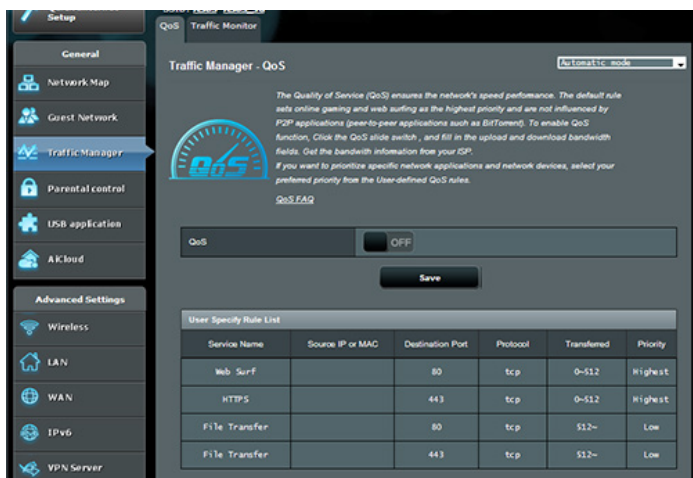 Setup
General
Network Map
Guest Network
Traffic Manager
Parental control
USB application
AiCloud
Advanced Settings
Wireless
LAN
WAN
IPv6
VPN Server
QoS
Traffic Monitor
Traffic Manager - QoS
Automatic mode
The Quality of Service (QoS) ensures the network's speed performance. The default rule
sets online gaming and web surfing as the highest priority and are not influenced by
P2P applications (peer-to-peer applications such as BitTorrent). To enable QoS
function, Click the QoS slide switch , and fill in the upload and download bandwidth
fields. Get the bandwith information from your ISP.
If you want to prioritize specific network applications and network devices, select your
preferred priority from the User-defined QoS rules.
QoS FAQ
QoS
QoS
OFF
Save
User Specify Rule List
Service Name Source IP or MAC Destination Port Protocol Transferred Priority
Web Surf 80 tcp 0~512 Highest
HTTPS 443 tcp 0~512 Highest
File Transfer 80 tcp 512~ Low
File Transfer 443 tcp 512~ Low